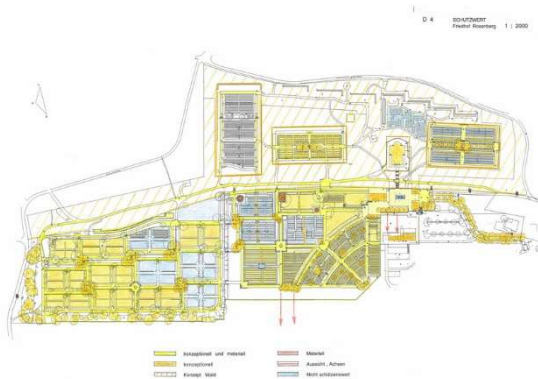 D 4 SCHUTZWERT
Friedhof Rosenberg 1 : 2000
konzeptionell und materiell
konzeptionell
Konzept Wald
Materiell
Aussicht, Achsen
Nicht schützenswert